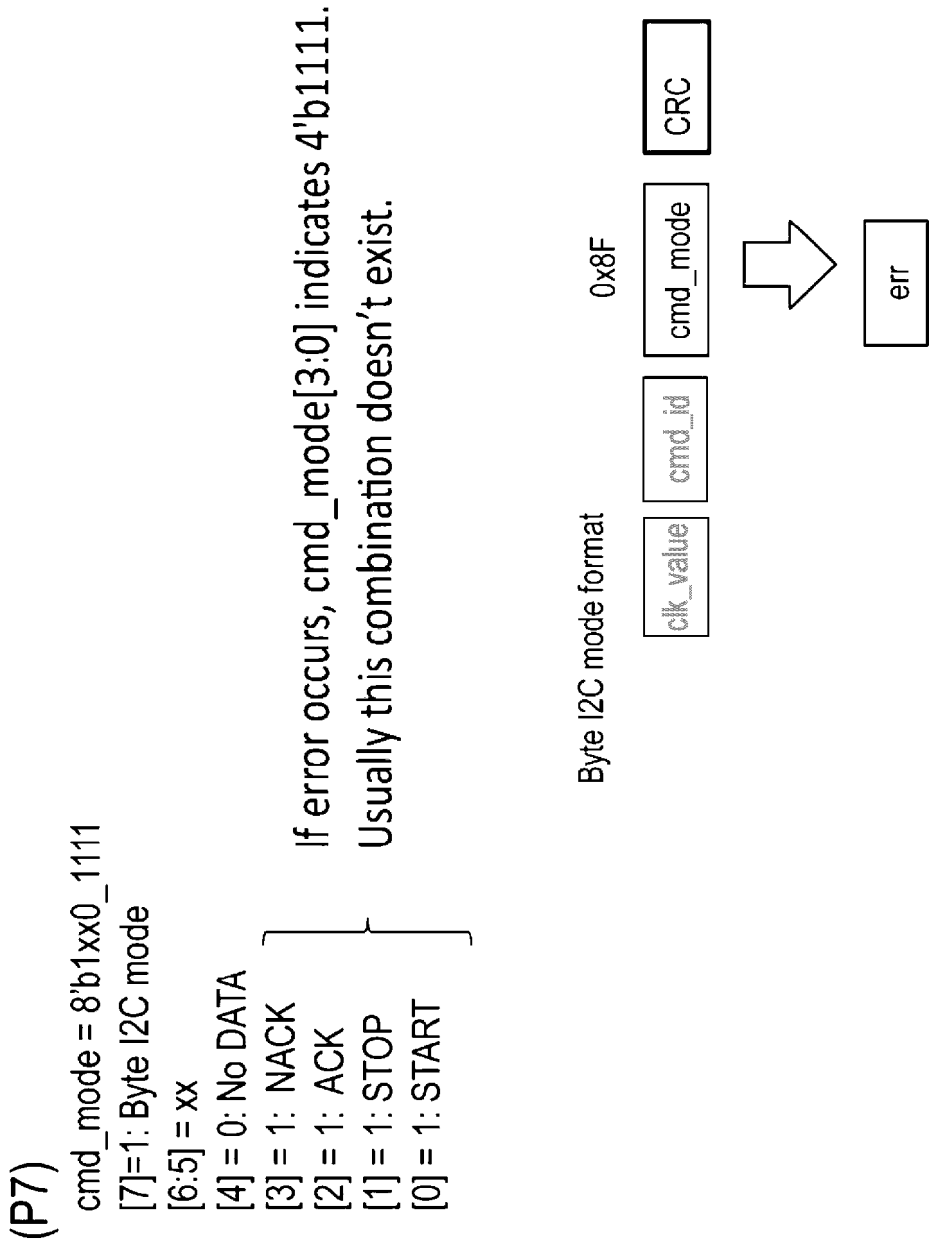 (P7)
cmd_mode = 8'b1xx0_1111
[7]=1: Byte I2C mode
[6:5] = xx
[4] = 0: No DATA
[3] = 1: NACK
[2] = 1: ACK
[1] = 1: STOP
[0] = 1: START
If error occurs, cmd_mode[3:0] indicates 4'b1111.
Usually this combination doesn't exist.
Byte I2C mode format
0x8F
clk_value cmd_id cmd_mode CRC
err